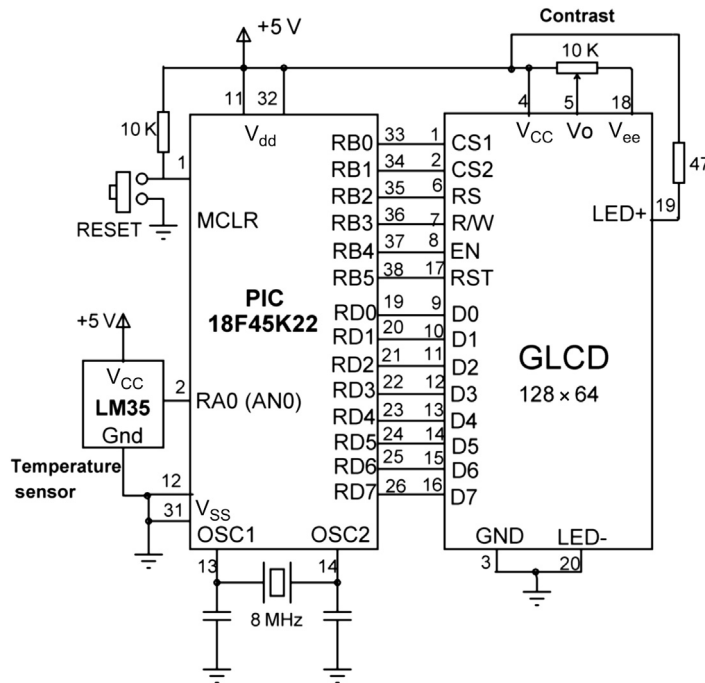 Contrast
+5 V
10 K
11
32
4
5
18
V_dd
V_CC
Vo
V_ee
10 K
1
MCLR
RESET
47
19
LED+
RB0 33 1 CS1
RB1 34 2 CS2
RB2 35 6 RS
RB3 36 7 R/W
RB4 37 8 EN
RB5 38 17 RST
RD0 19 9 D0
RD1 20 10 D1
RD2 21 11 D2
RD3 22 12 D3
RD4 23 13 D4
RD5 24 14 D5
RD6 25 15 D6
RD7 26 16 D7
PIC
18F45K22
GLCD
128 × 64
+5 V
V_CC
LM35
Gnd
2
RA0 (AN0)
Temperature
sensor
12
31
V_SS
OSC1
OSC2
13
14
8 MHz
GND
LED-
3
20